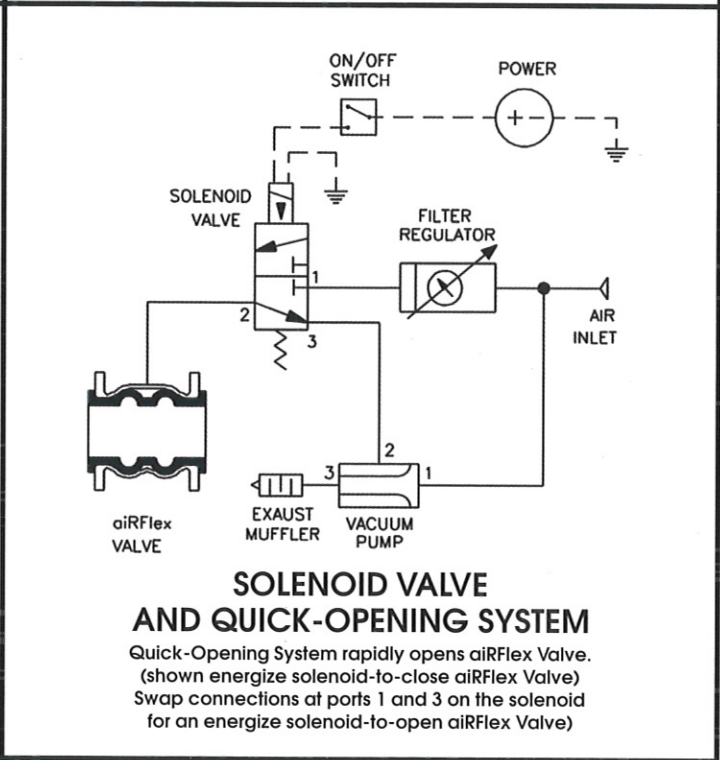 ON/OFF
SWITCH
POWER
SOLENOID
VALVE
FILTER
REGULATOR
1
2
3
AIR
INLET
2
3
1
EXAUST
MUFFLER
VACUUM
PUMP
aiRFlex
VALVE
SOLENOID VALVE
AND QUICK-OPENING SYSTEM
Quick-Opening System rapidly opens aiRFlex Valve.
(shown energize solenoid-to-close aiRFlex Valve)
Swap connections at ports 1 and 3 on the solenoid
for an energize solenoid-to-open aiRFlex Valve)